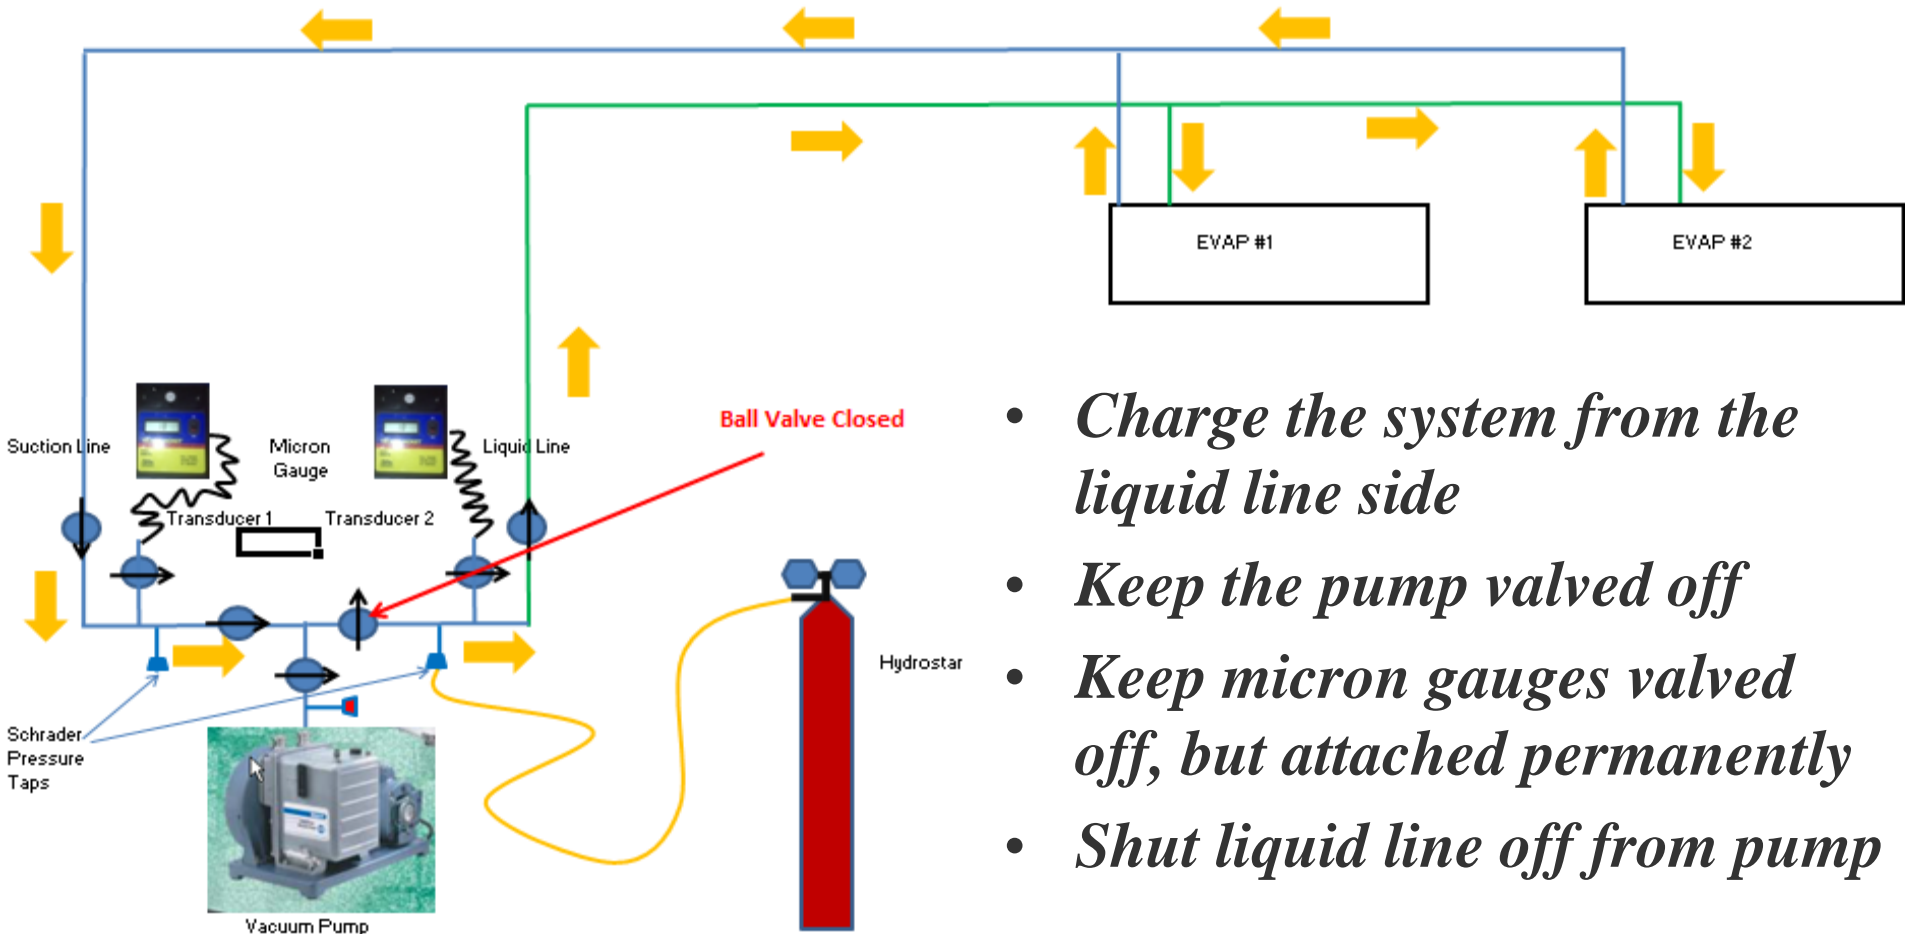 EVAP #1
EVAP #2
Suction Line
Micron
Gauge
Liquid Line
Ball Valve Closed
Transducer 1
Transducer 2
Hydrostar
Schrader
Pressure
Taps
Vacuum Pump
• Charge the system from the
liquid line side
• Keep the pump valved off
• Keep micron gauges valved
off, but attached permanently
• Shut liquid line off from pump